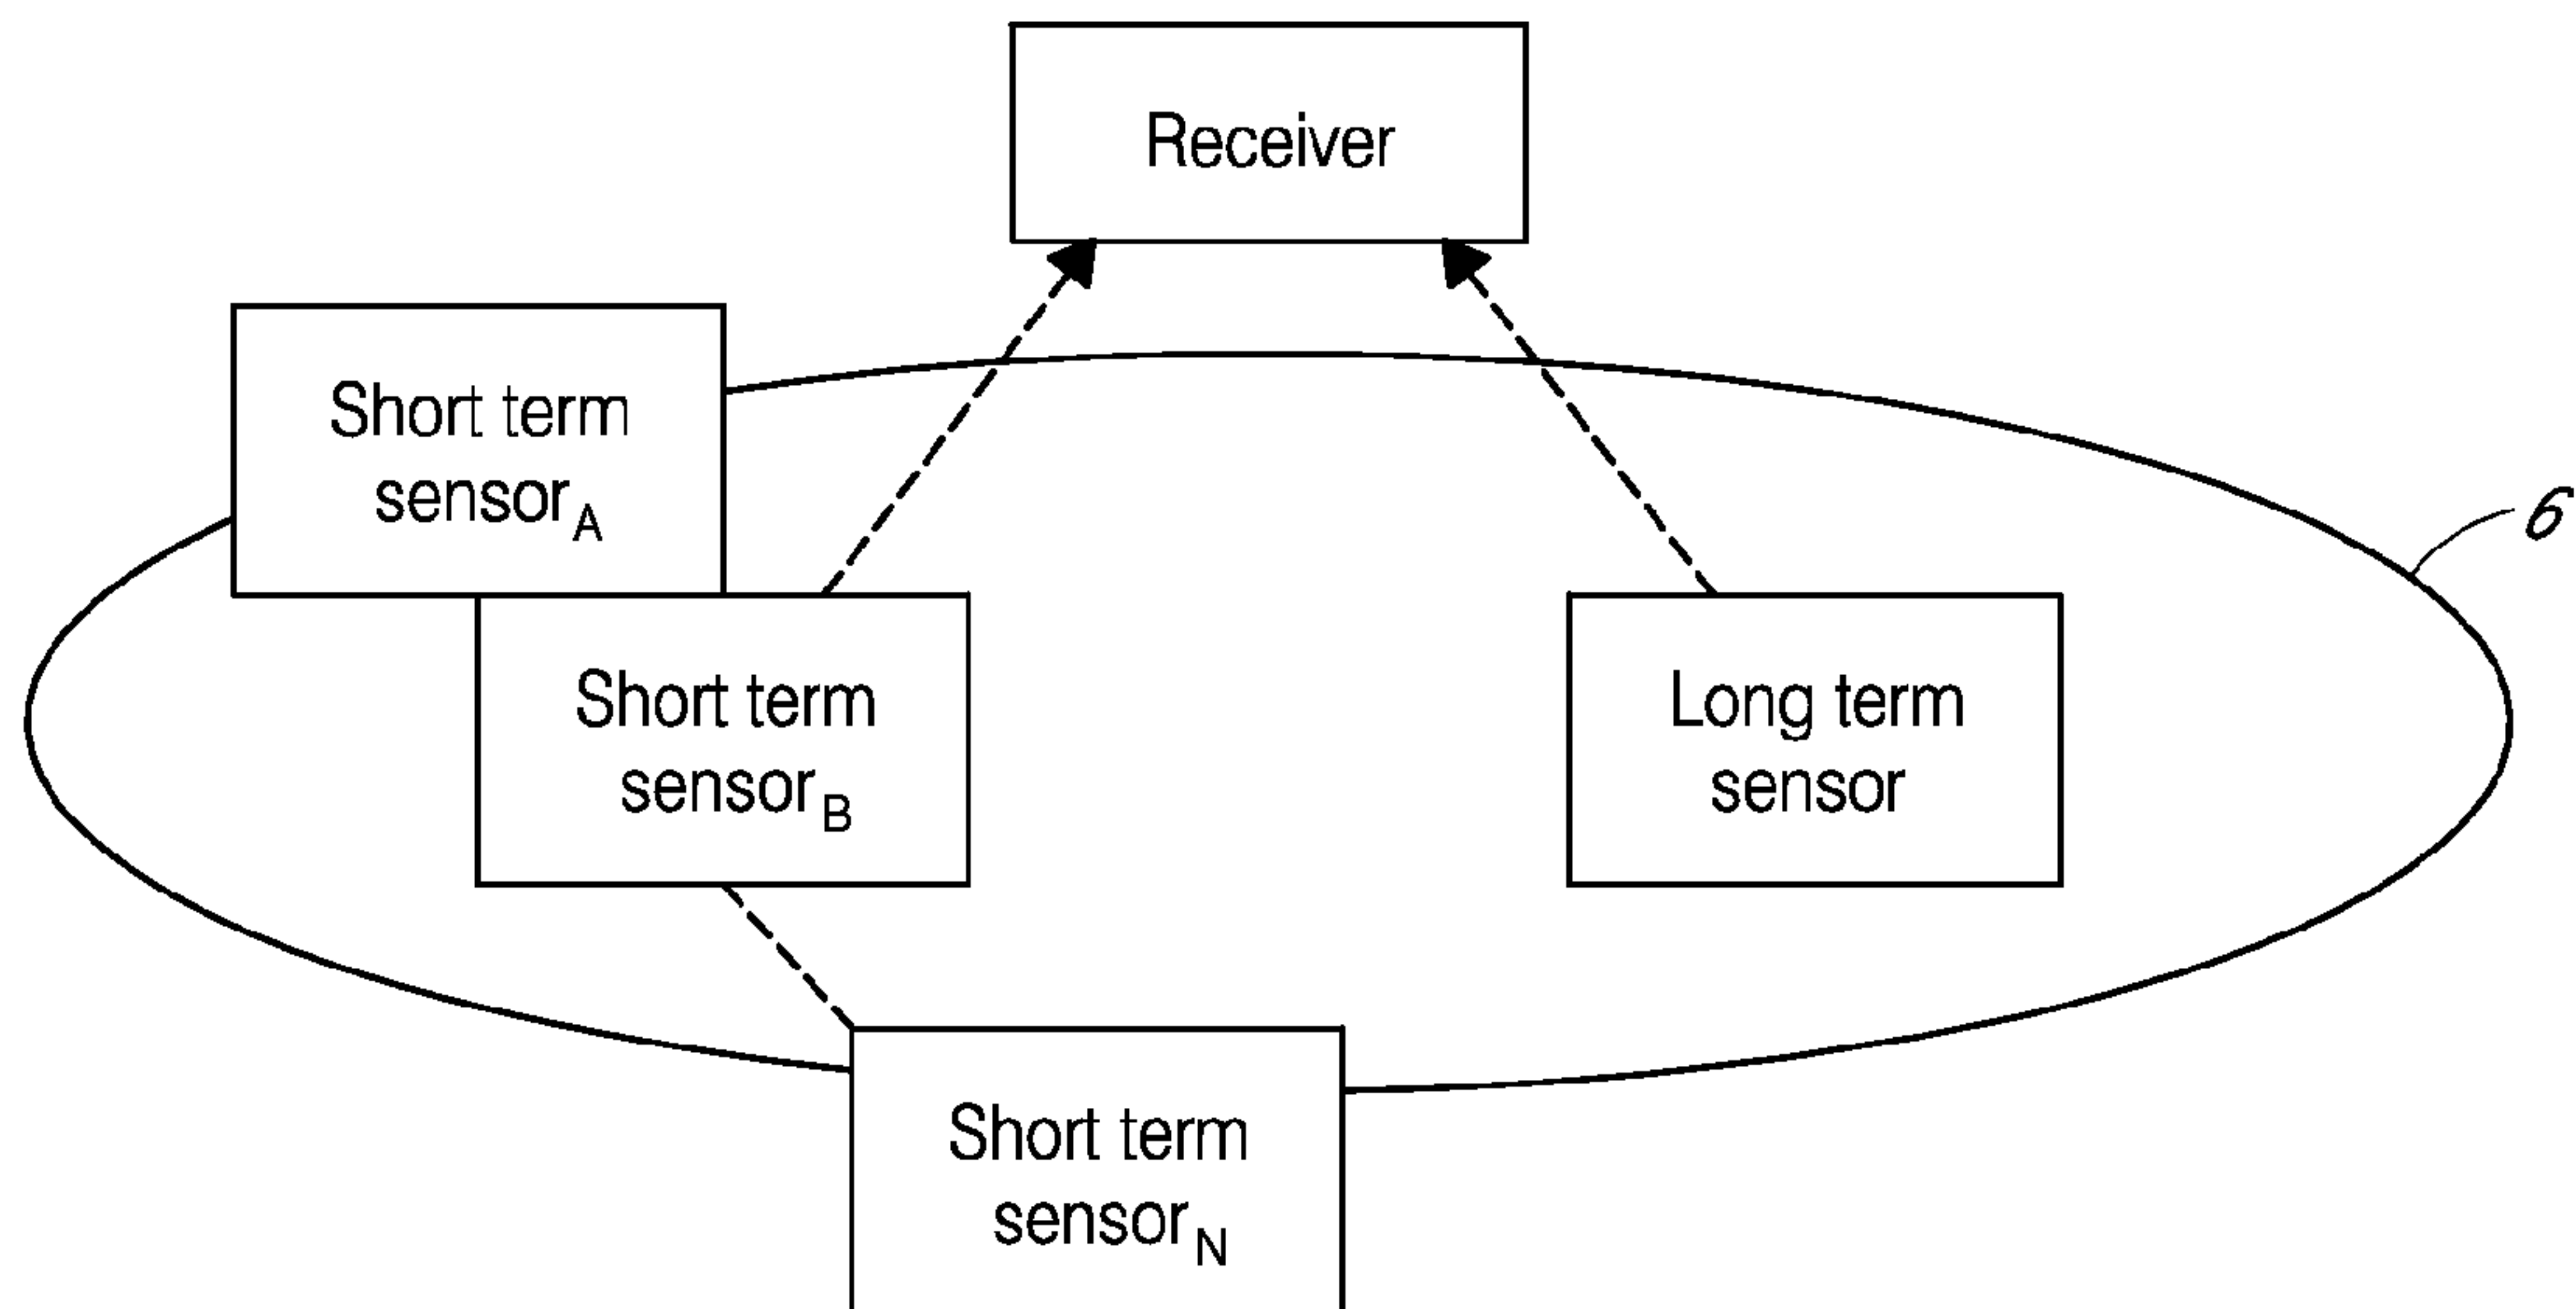 Receiver
Short term
sensorA
6
Short term
sensorB
Long term
sensor
Short term
sensorN